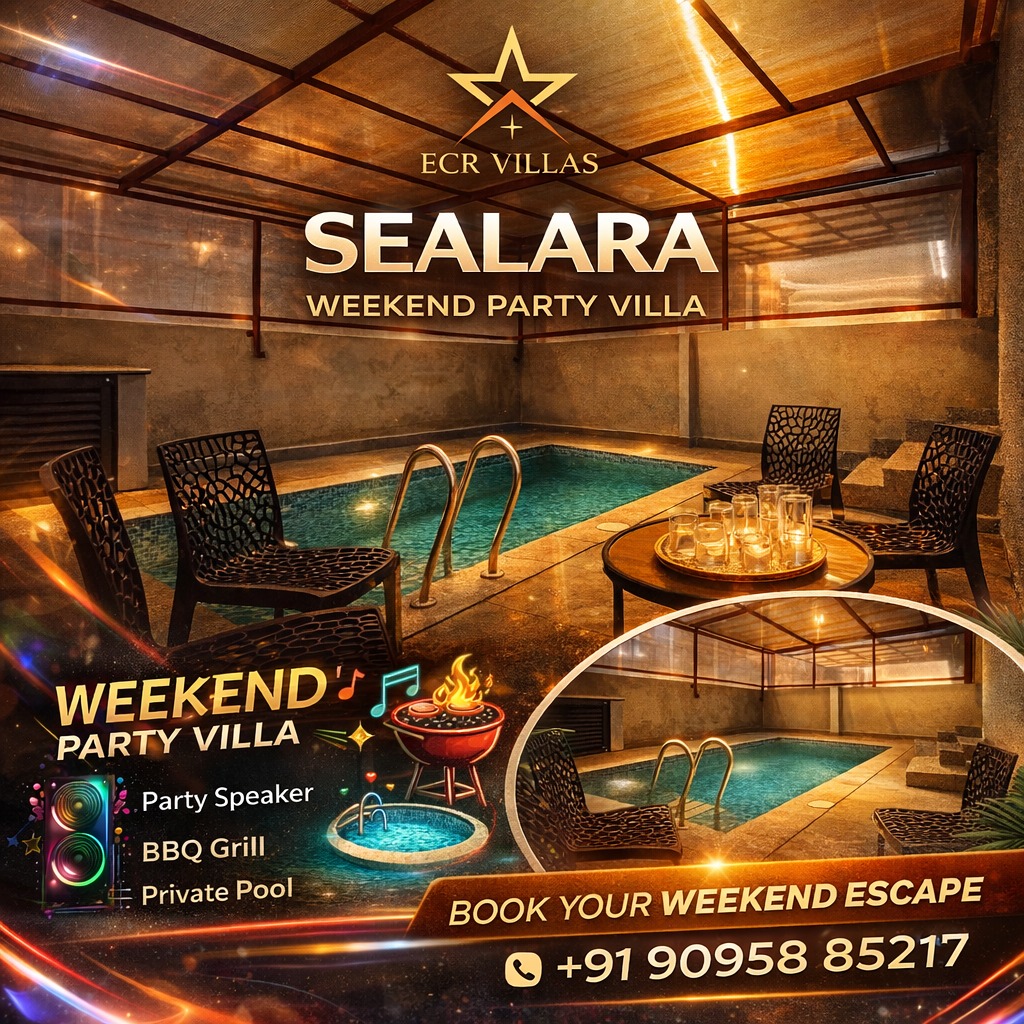 ECR VILLAS
SEALARA
WEEKEND PARTY VILLA
WEEKEND
PARTY VILLA
Party Speaker
BBQ Grill
Private Pool
BOOK YOUR WEEKEND ESCAPE
+91 90958 85217